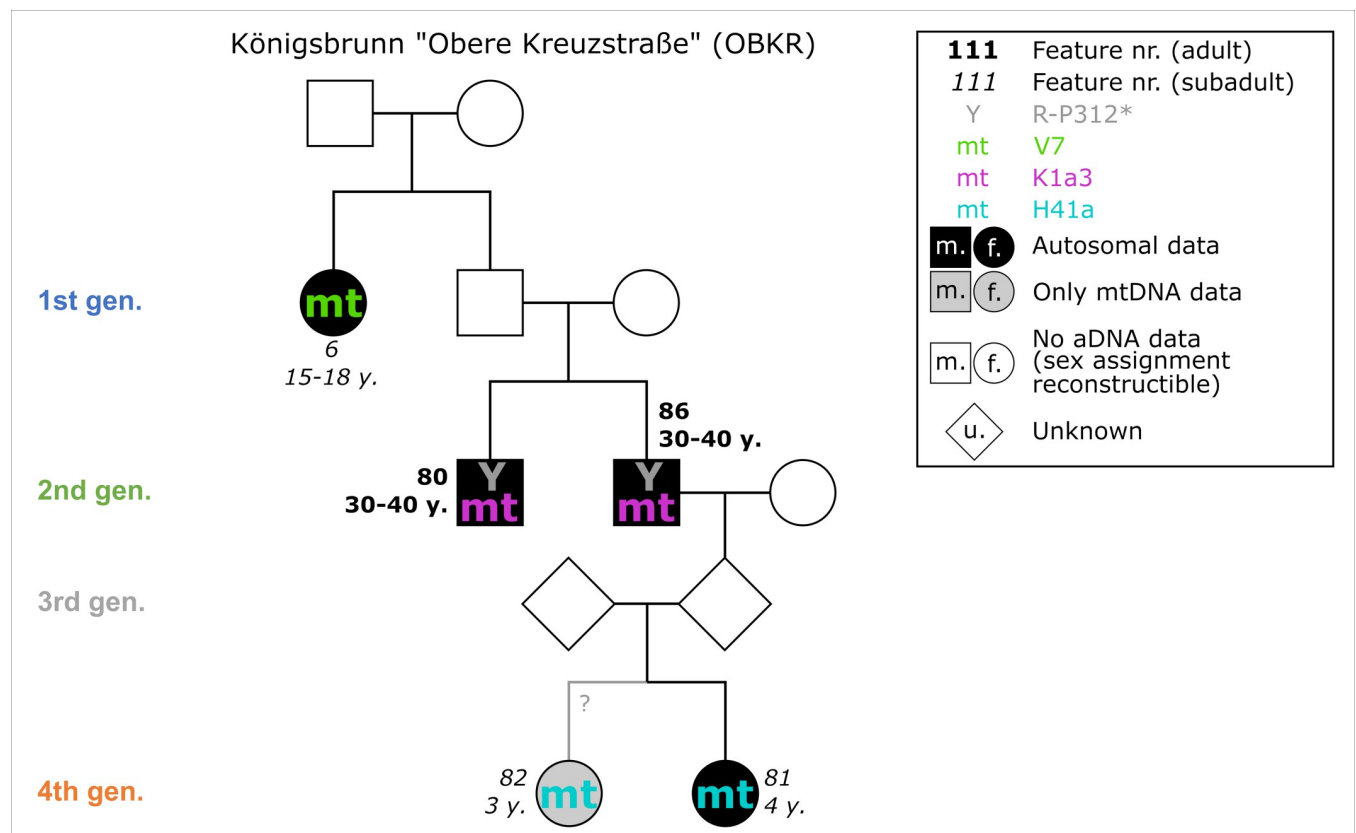 Königsbrunn "Obere Kreuzstraße" (OBKR)
111 Feature nr. (adult)
111 Feature nr. (subadult)
Y R-P312*
mt V7
mt K1a3
mt H41a
m. f. Autosomal data
m. f. Only mtDNA data
m. f. No aDNA data
(sex assignment
reconstructible)
u. Unknown
1st gen.
mt
6
15-18 y.
2nd gen.
80
30-40 y.
Y
mt
86
30-40 y.
Y
mt
3rd gen.
?
4th gen.
82
3 y.
mt
mt
81
4 y.